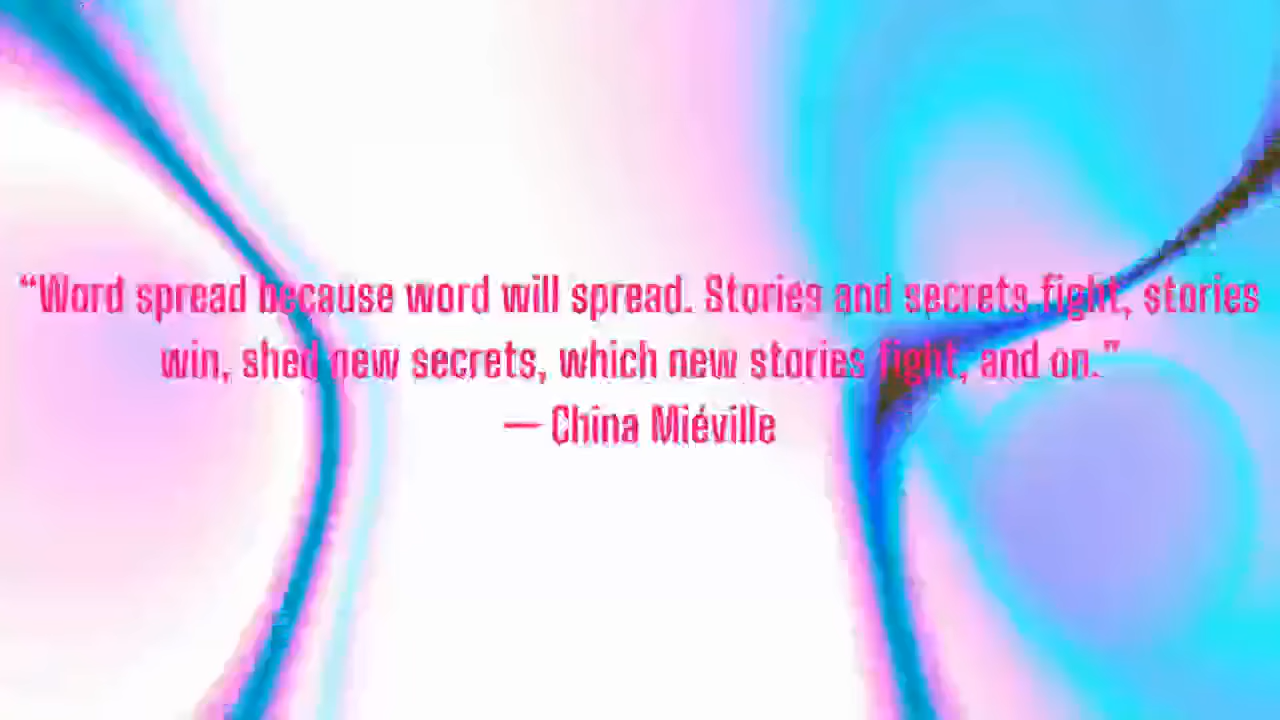 “Word spread because word will spread. Stories and secrets fight, stories
win, shed new secrets, which new stories fight, and on.”
— China Miéville